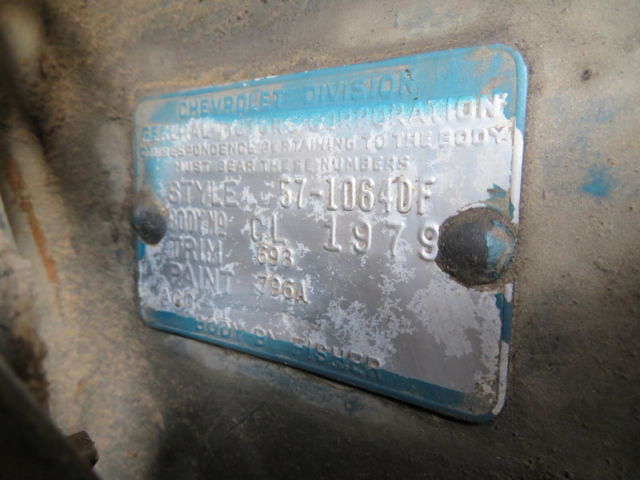 CHEVROLET DIVISION
GENERAL MOTORS CORPORATION
CORRESPONDENCE PERTAINING TO THE BODY
MUST BEAR THESE NUMBERS
STYLE 57-1064DF
BODY NO CL 1979
TRIM 693
PAINT 796A
ACC
BODY BY FISHER